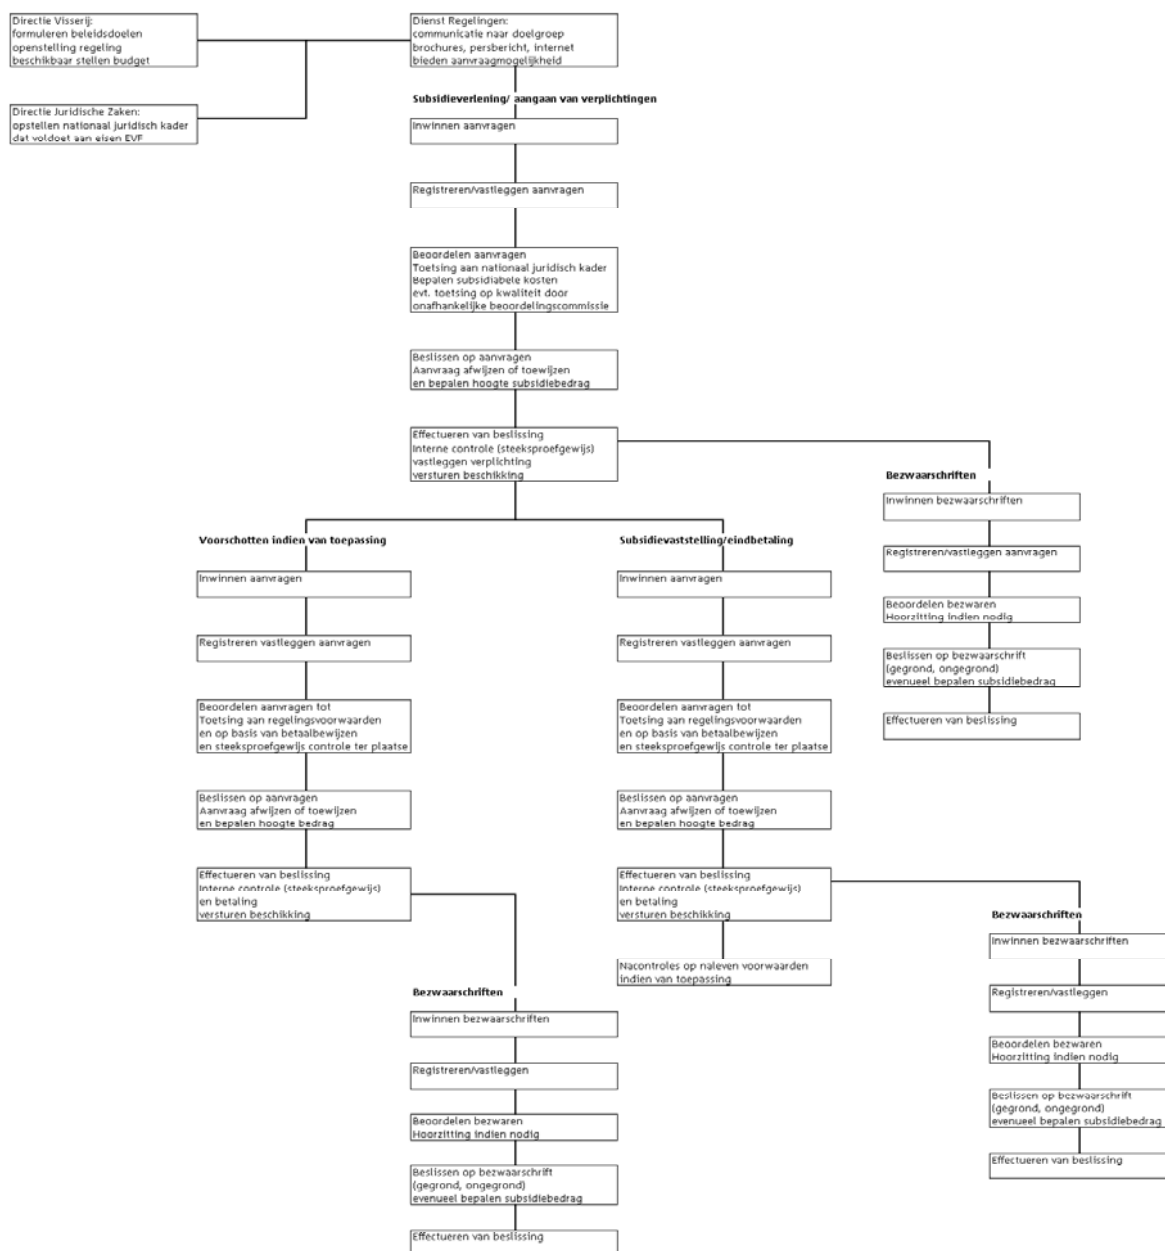 Directie Visserij:
formuleren beleidsdoelen
openstelling regeling
beschikbaar stellen budget
Dienst Regelingen:
communicatie naar doelgroep
brochures, persbericht, internet
bieden aanvraagmogelijkheid
Directie Juridische Zaken:
opstellen nationaal juridisch kader
dat voldoet aan eisen EVF
Subsidieverlening/ aangaan van verplichtingen
Inwinnen aanvragen
Registreren/vastleggen aanvragen
Beoordelen aanvragen
Toetsing aan nationaal juridisch kader
Bepalen subsidiabele kosten
evt. toetsing op kwaliteit door
onafhankelijke beoordelingscommissie
Beslissen op aanvragen
Aanvraag afwijzen of toewijzen
en bepalen hoogte subsidiebedrag
Effectueren van beslissing
Interne controle (steeksproefgewijs)
vastleggen verplichting
versturen beschikking
Bezwaarschriften
Inwinnen bezwaarschriften
Registreren/vastleggen aanvragen
Beoordelen bezwaren
Hoorzitting indien nodig
Beslissen op bezwaarschrift
(gegrond, ongegrond)
evenueel bepalen subsidiebedrag
Effectueren van beslissing
Voorschotten indien van toepassing
Inwinnen aanvragen
Registreren vastleggen aanvragen
Beoordelen aanvragen tot
Toetsing aan regelingsvoorwaarden
en op basis van betaalbewijzen
en steeksproefgewijs controle ter plaatse
Beslissen op aanvragen
Aanvraag afwijzen of toewijzen
en bepalen hoogte bedrag
Effectueren van beslissing
Interne controle (steeksproefgewijs)
en betaling
versturen beschikking
Bezwaarschriften
Inwinnen bezwaarschriften
Registreren/vastleggen
Beoordelen bezwaren
Hoorzitting indien nodig
Beslissen op bezwaarschrift
(gegrond, ongegrond)
evenueel bepalen subsidiebedrag
Effectueren van beslissing
Subsidievaststelling/eindbetaling
Inwinnen aanvragen
Registreren vastleggen aanvragen
Beoordelen aanvragen tot
Toetsing aan regelingsvoorwaarden
en op basis van betaalbewijzen
en steeksproefgewijs controle ter plaatse
Beslissen op aanvragen
Aanvraag afwijzen of toewijzen
en bepalen hoogte bedrag
Effectueren van beslissing
Interne controle (steeksproefgewijs)
en betaling
versturen beschikking
Nacontroles op naleven voorwaarden
indien van toepassing
Bezwaarschriften
Inwinnen bezwaarschriften
Registreren/vastleggen
Beoordelen bezwaren
Hoorzitting indien nodig
Beslissen op bezwaarschrift
(gegrond, ongegrond)
evenueel bepalen subsidiebedrag
Effectueren van beslissing